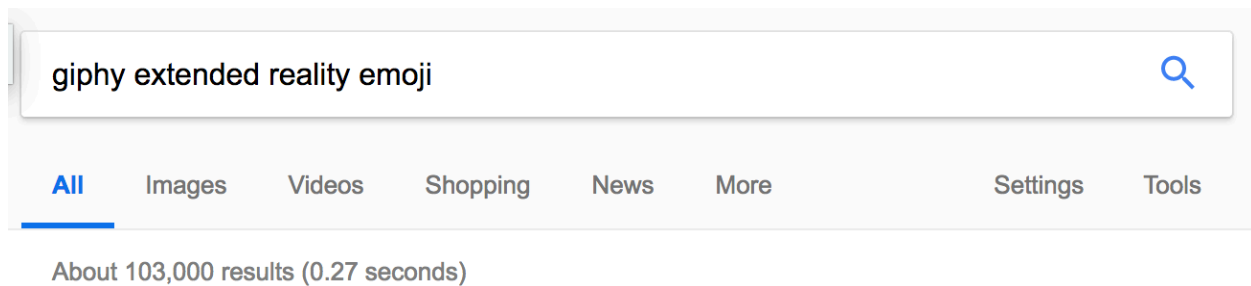 giphy extended reality emoji
All Images Videos Shopping News More Settings Tools
About 103,000 results (0.27 seconds)